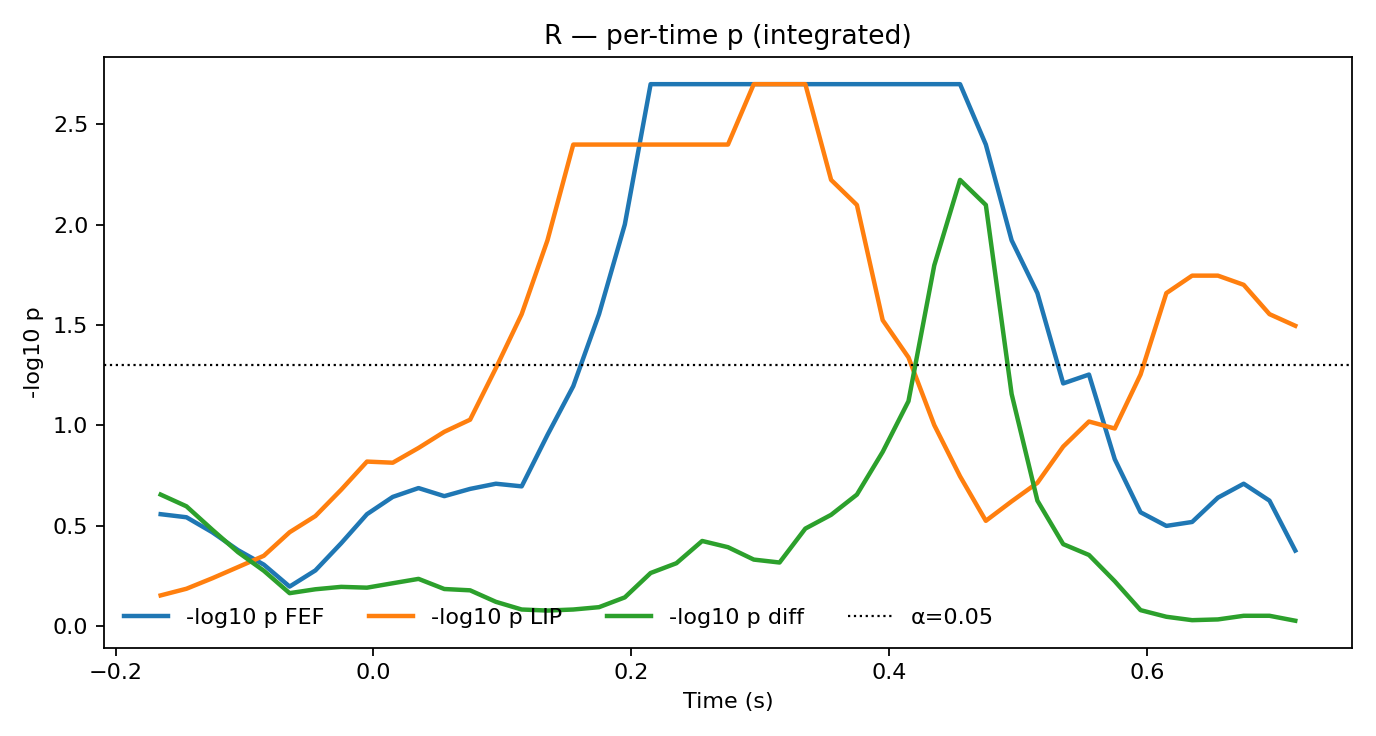 R — per-time p (integrated)
-log10 p
2.5
2.0
1.5
1.0
0.5
0.0
-log10 p FEF
-log10 p LIP
-log10 p diff
α=0.05
−0.2
0.0
0.2
0.4
0.6
Time (s)